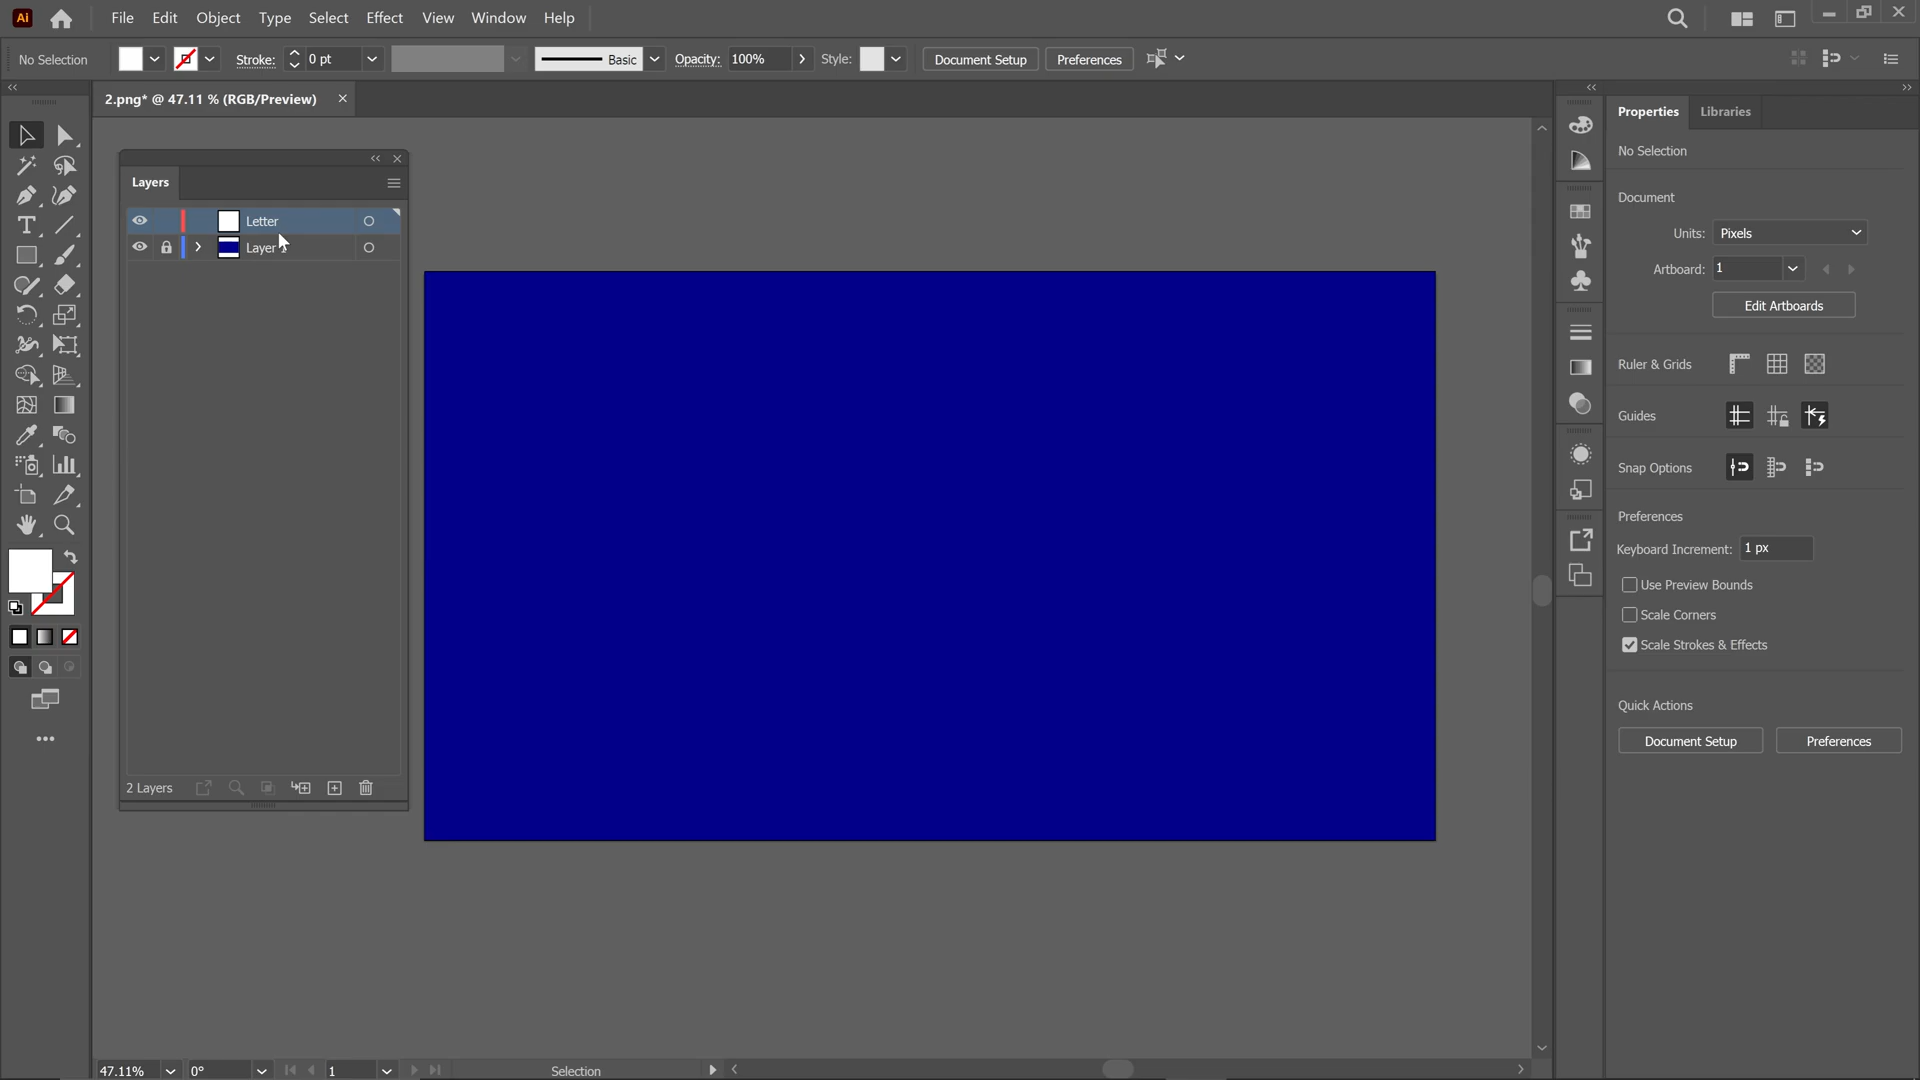 Ai File Edit Object Type Select Effect View Window Help
No Selection Stroke: 0 pt Basic Opacity: 100% Style: Document Setup Preferences
2.png* @ 47.11 % (RGB/Preview)
Properties Libraries
No Selection
Layers
Document
Letter
Units: Pixels
Layer 1
Artboard: 1
Edit Artboards
Ruler & Grids
Guides
Snap Options
Preferences
Keyboard Increment: 1 px
Use Preview Bounds
Scale Corners
Scale Strokes & Effects
Quick Actions
Document Setup Preferences
2 Layers
47.11% 0° 1 Selection